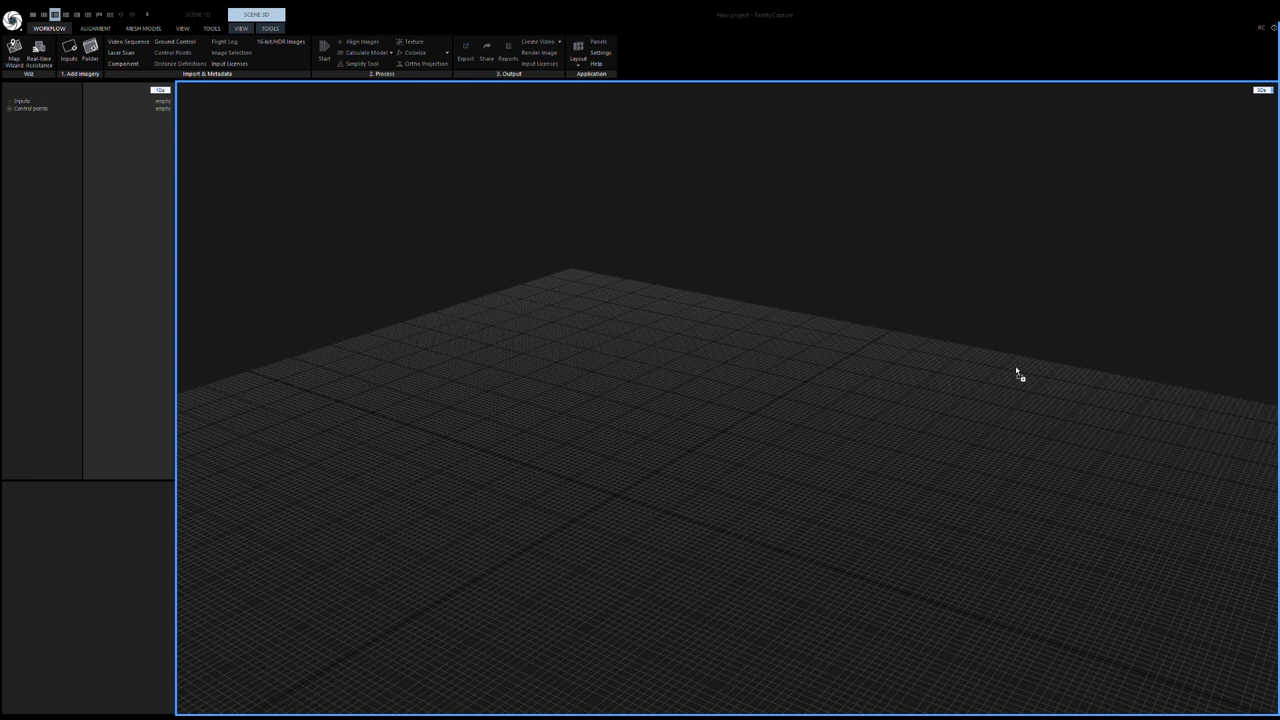 SCENE 1D SCENE 3D New project - RealityCapture
WORKFLOW ALIGNMENT MESH MODEL VIEW TOOLS VIEW TOOLS RC
Map Wizard
Real-time Assistance
Inputs
Folder
Video Sequence Ground Control Flight Log 16-bit/HDR Images
Laser Scan Control Points Image Selection
Component Distance Definitions Input Licenses
Start
Align Images Texture
Calculate Model Colorize
Simplify Tool Ortho Projection
Export Share Reports
Create Video
Render Image
Input Licenses
Layout
Panels
Settings
Help
Wiz 1. Add imagery Import & Metadata 2. Process 3. Output Application
1Ds
3Ds
Inputs empty
Control points empty